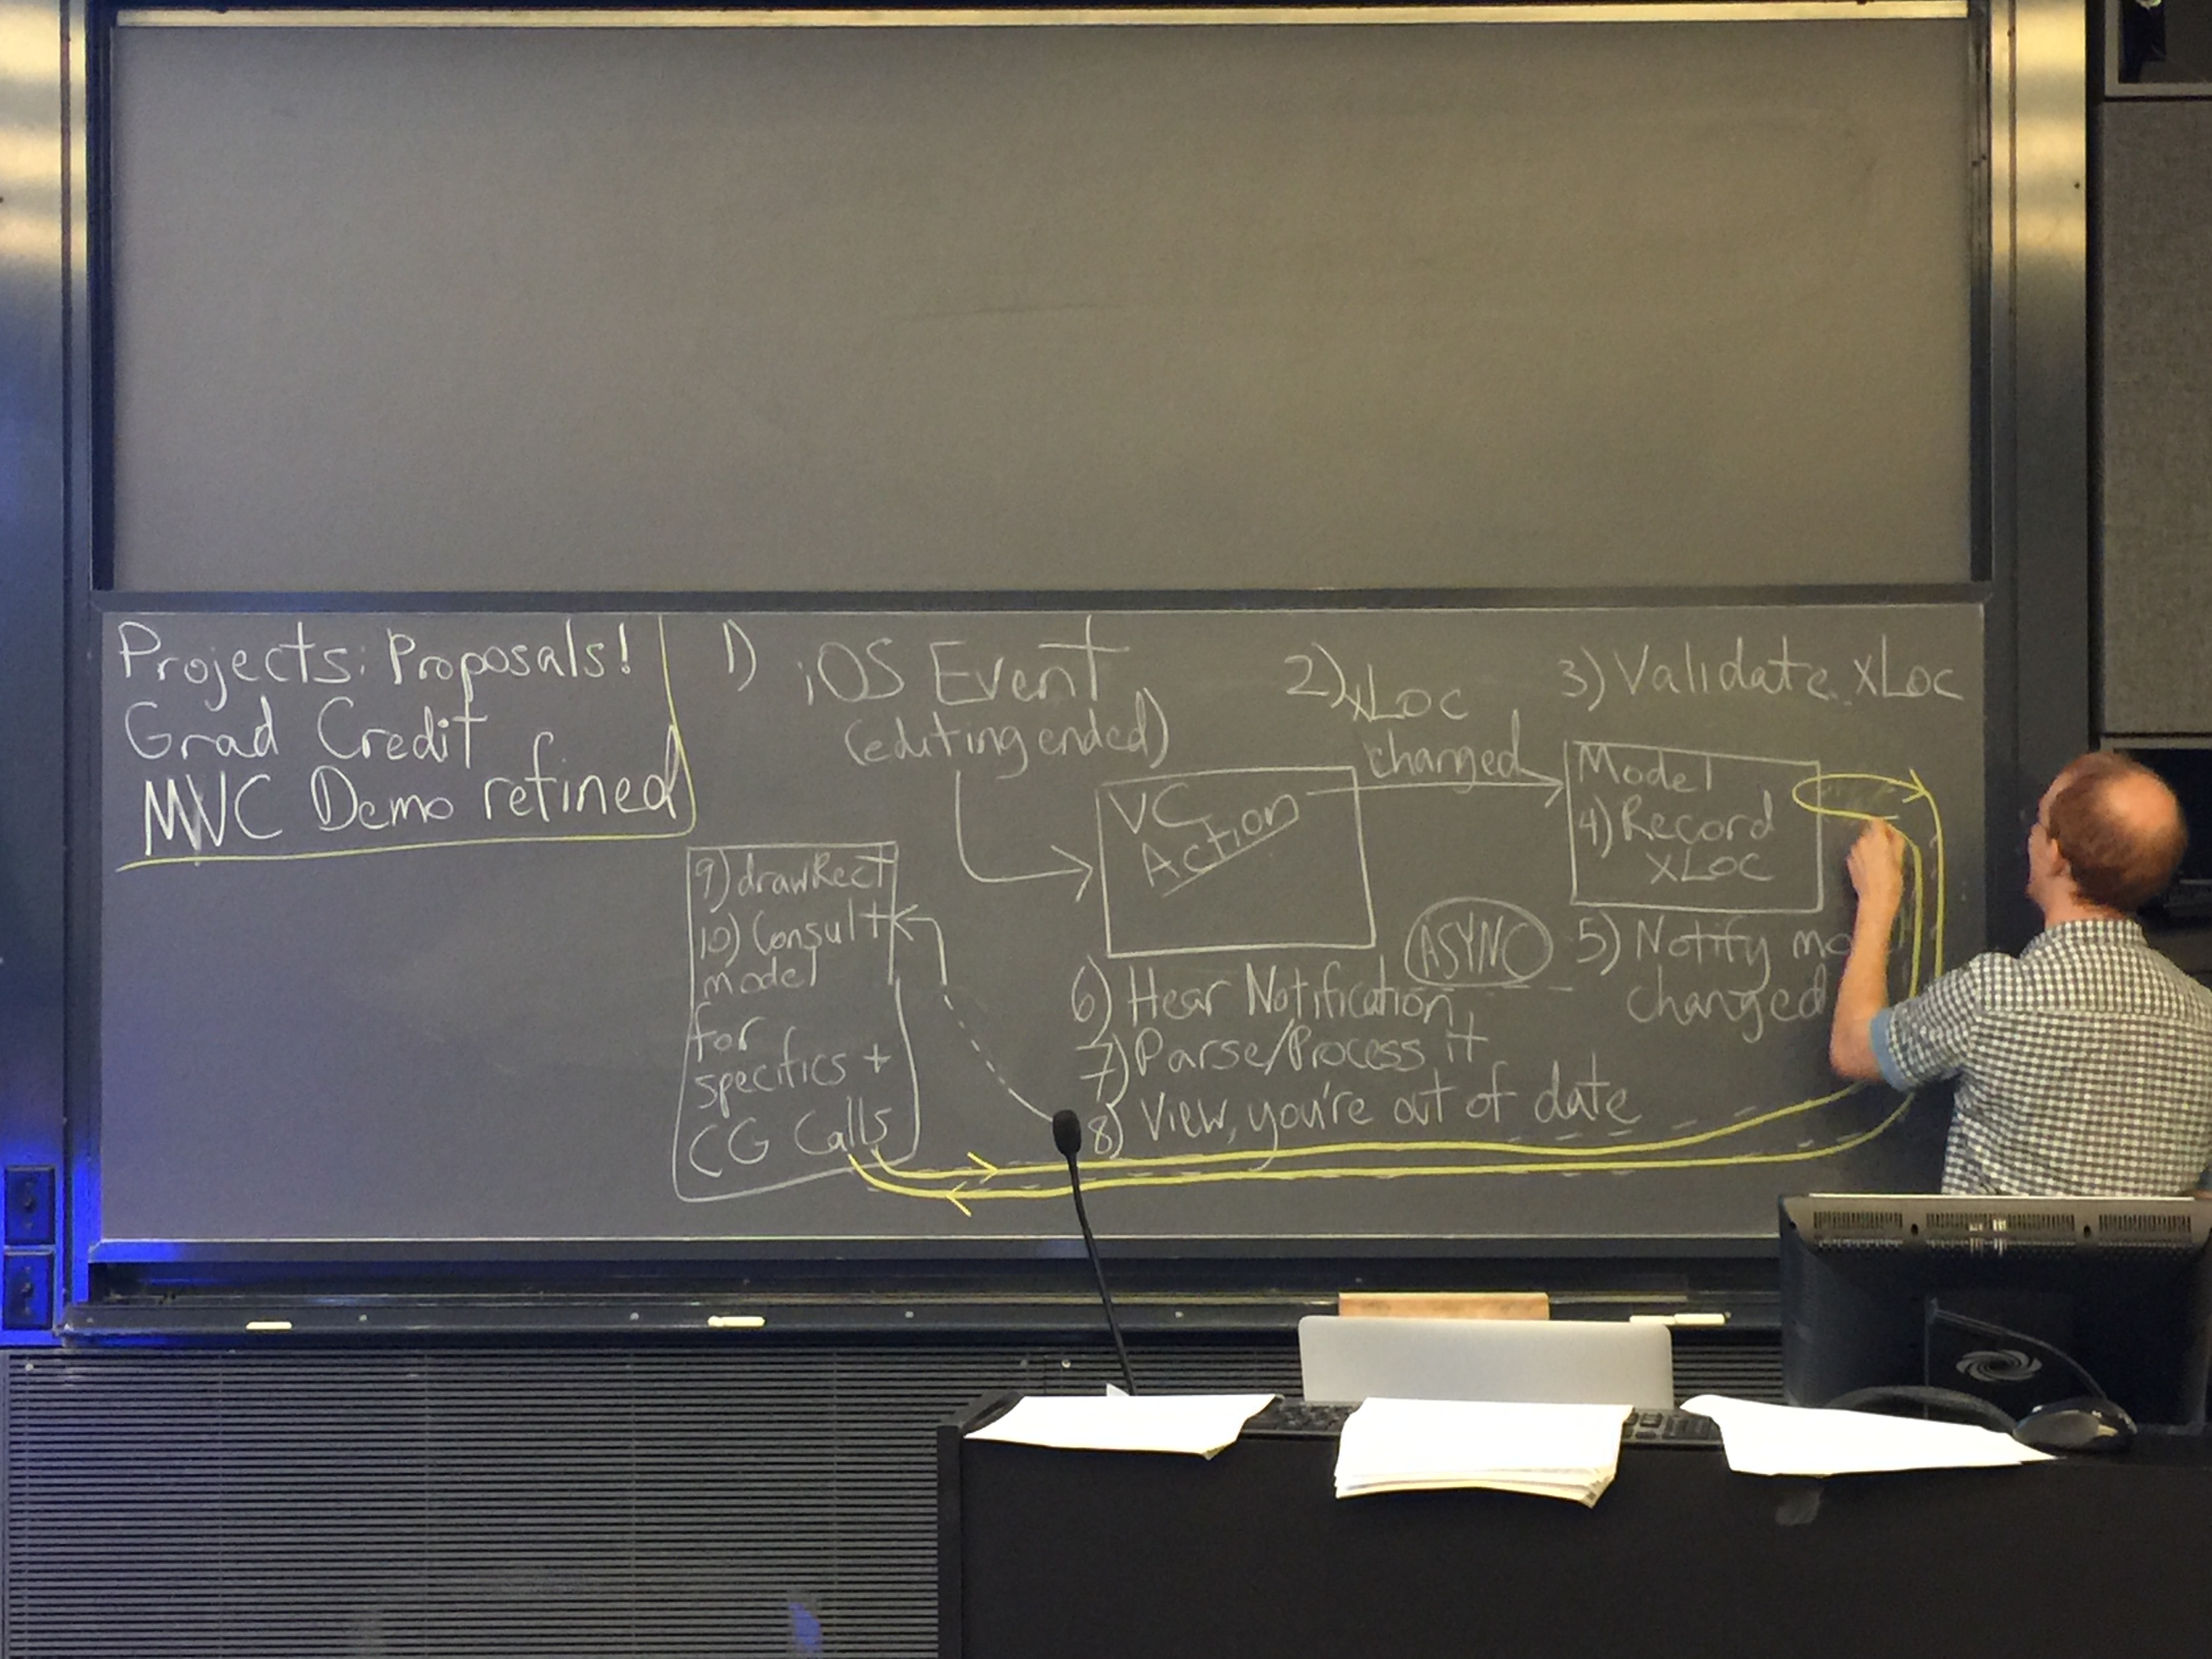 Projects: Proposals!
Grad Credit
MVC Demo refined
1) iOS Event
(editing ended)
2) xLoc
changed
3) Validate xLoc
VC
Action
Model
4) Record
xLoc
ASYNC
5) Notify
changed
6) Hear Notification
7) Parse/Process it
8) View, you're out of date
9) drawRect
10) Consult
model
for
specifics +
CG Calls